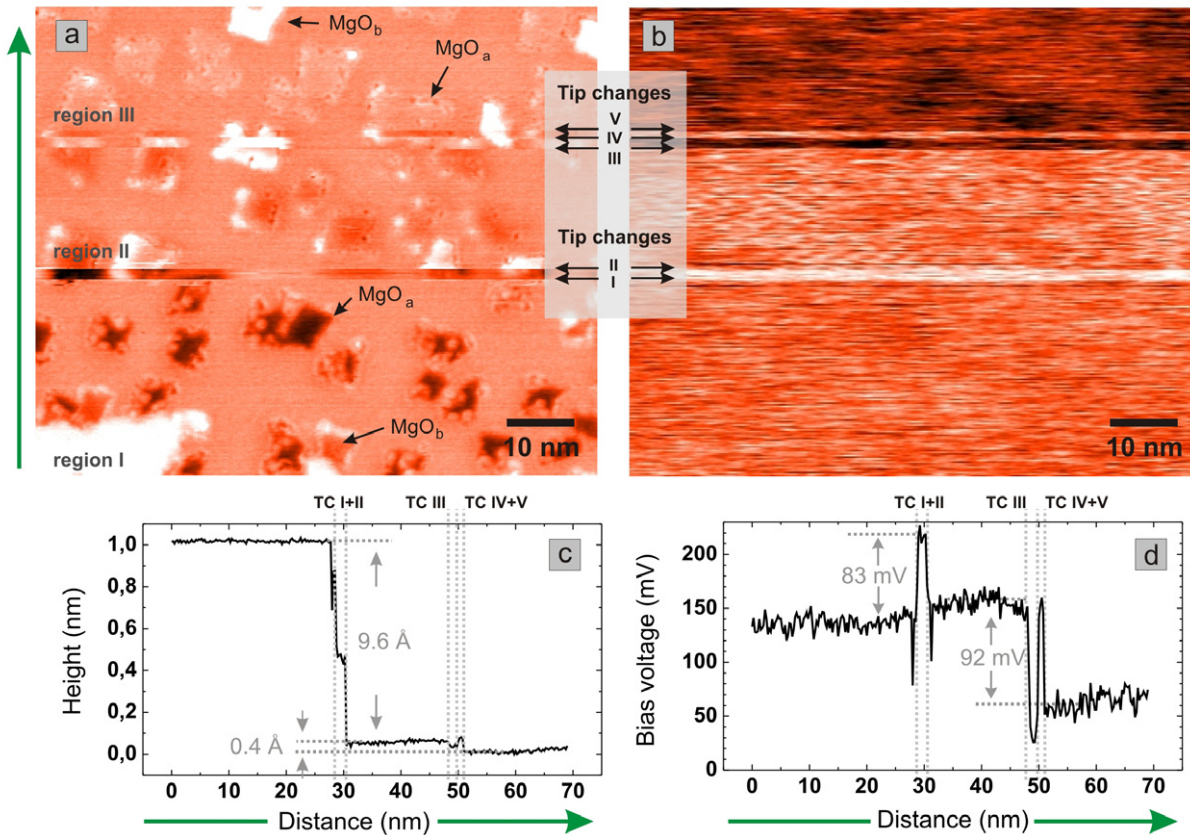 a
MgOb
MgOa
region III
region II
MgOa
MgOb
region I
10 nm
Tip changes
V
IV
III
Tip changes
II
I
b
10 nm
TC I+II
TC III
TC IV+V
c
1,0
0,8
0,6
0,4
0,2
0,0
Height (nm)
9.6 Å
0.4 Å
0 10 20 30 40 50 60 70
Distance (nm)
TC I+II
TC III
TC IV+V
d
200
150
100
50
0
Bias voltage (mV)
83 mV
92 mV
0 10 20 30 40 50 60 70
Distance (nm)